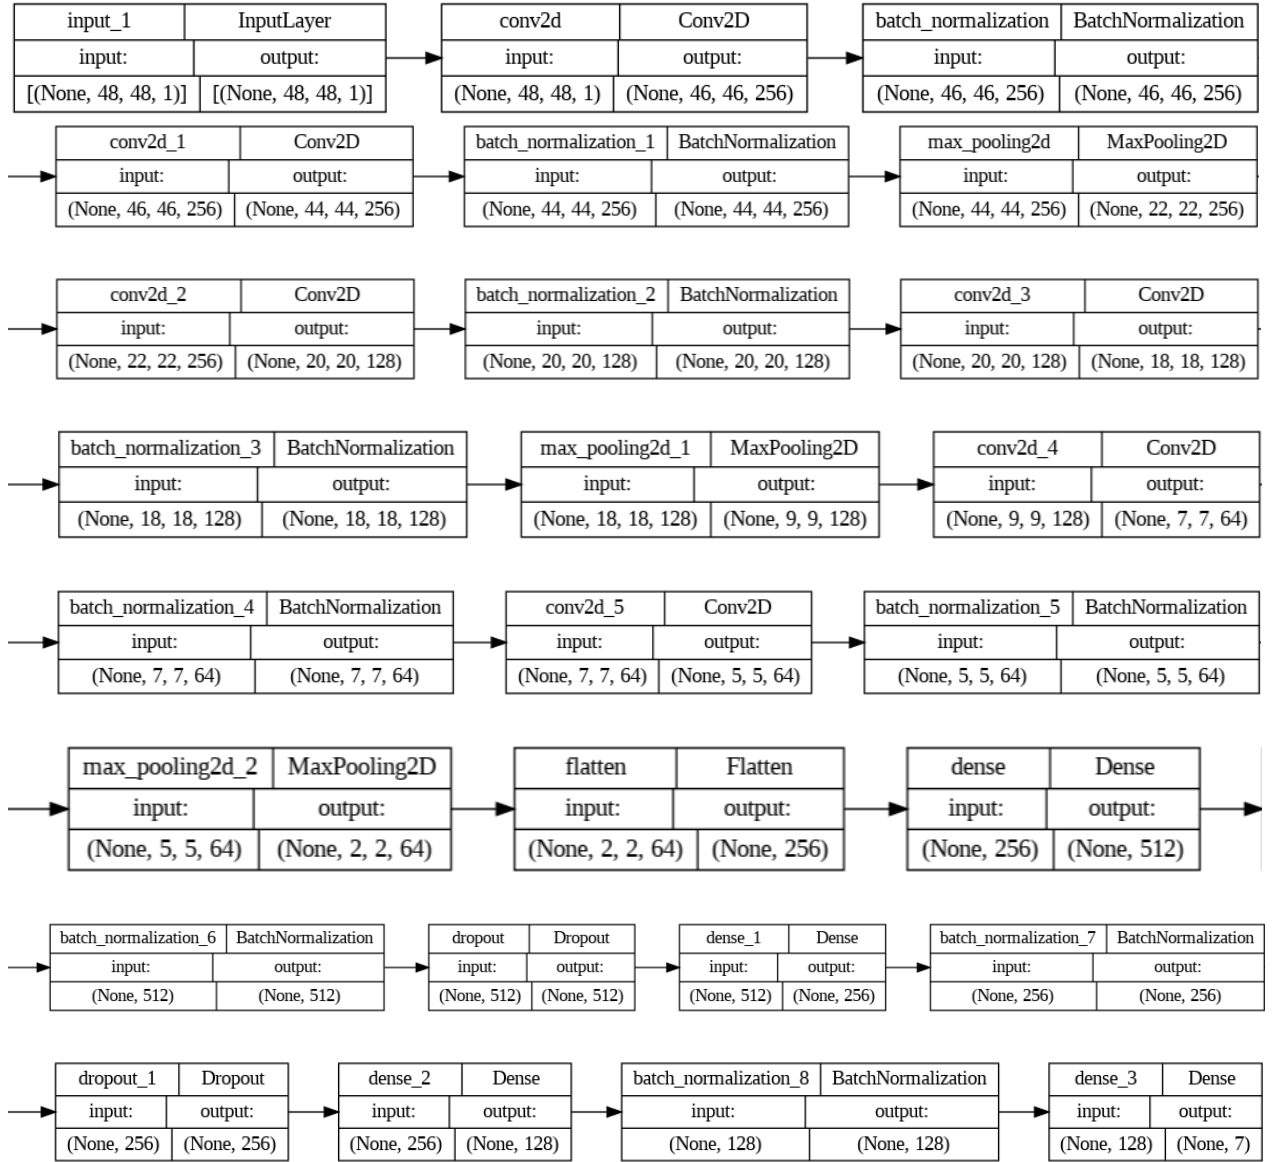 input_1 InputLayer conv2d Conv2D batch_normalization BatchNormalization
input: output: input: output: input: output:
[(None, 48, 48, 1)] [(None, 48, 48, 1)] (None, 48, 48, 1) (None, 46, 46, 256) (None, 46, 46, 256) (None, 46, 46, 256)
conv2d_1 Conv2D batch_normalization_1 BatchNormalization max_pooling2d MaxPooling2D
input: output: input: output: input: output:
(None, 46, 46, 256) (None, 44, 44, 256) (None, 44, 44, 256) (None, 44, 44, 256) (None, 44, 44, 256) (None, 22, 22, 256)
conv2d_2 Conv2D batch_normalization_2 BatchNormalization conv2d_3 Conv2D
input: output: input: output: input: output:
(None, 22, 22, 256) (None, 20, 20, 128) (None, 20, 20, 128) (None, 20, 20, 128) (None, 20, 20, 128) (None, 18, 18, 128)
batch_normalization_3 BatchNormalization max_pooling2d_1 MaxPooling2D conv2d_4 Conv2D
input: output: input: output: input: output:
(None, 18, 18, 128) (None, 18, 18, 128) (None, 18, 18, 128) (None, 9, 9, 128) (None, 9, 9, 128) (None, 7, 7, 64)
batch_normalization_4 BatchNormalization conv2d_5 Conv2D batch_normalization_5 BatchNormalization
input: output: input: output: input: output:
(None, 7, 7, 64) (None, 7, 7, 64) (None, 7, 7, 64) (None, 5, 5, 64) (None, 5, 5, 64) (None, 5, 5, 64)
max_pooling2d_2 MaxPooling2D flatten Flatten dense Dense
input: output: input: output: input: output:
(None, 5, 5, 64) (None, 2, 2, 64) (None, 2, 2, 64) (None, 256) (None, 256) (None, 512)
batch_normalization_6 BatchNormalization dropout Dropout dense_1 Dense batch_normalization_7 BatchNormalization
input: output: input: output: input: output: input: output:
(None, 512) (None, 512) (None, 512) (None, 512) (None, 512) (None, 256) (None, 256) (None, 256)
dropout_1 Dropout dense_2 Dense batch_normalization_8 BatchNormalization dense_3 Dense
input: output: input: output: input: output: input: output:
(None, 256) (None, 256) (None, 256) (None, 128) (None, 128) (None, 128) (None, 128) (None, 7)